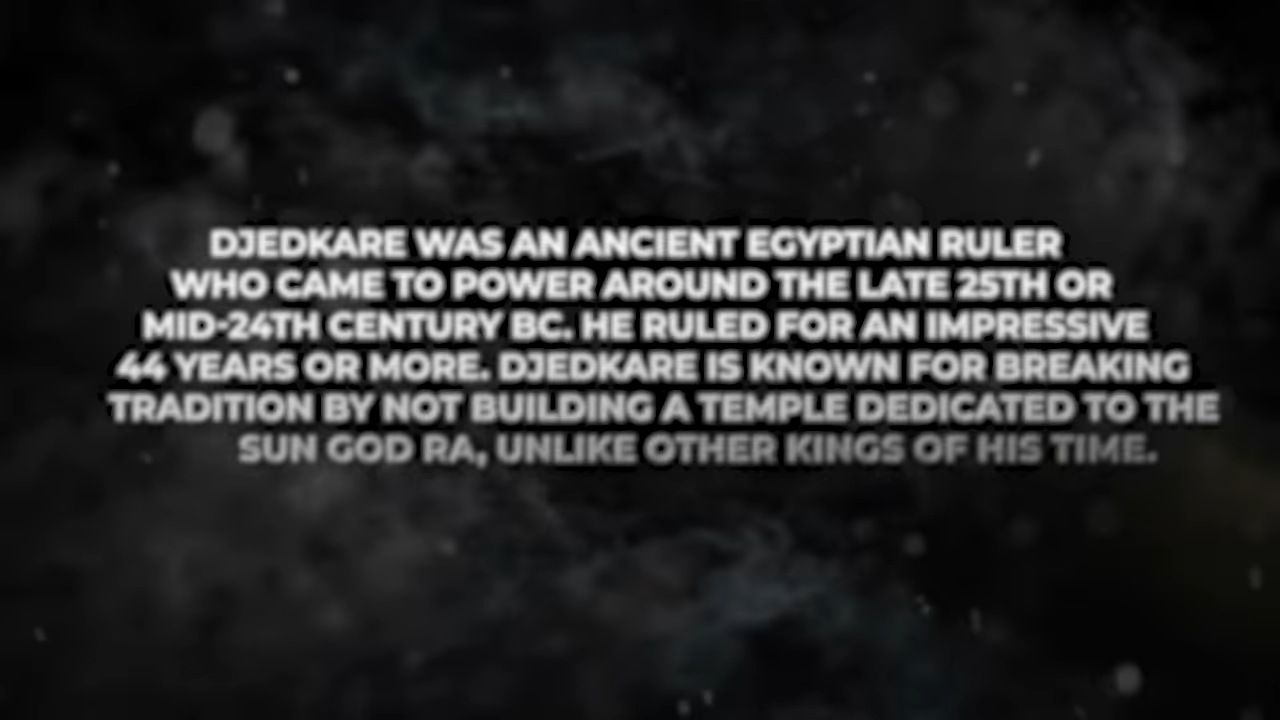 DJEDKARE WAS AN ANCIENT EGYPTIAN RULER
WHO CAME TO POWER AROUND THE LATE 25TH OR
MID-24TH CENTURY BC. HE RULED FOR AN IMPRESSIVE
44 YEARS OR MORE. DJEDKARE IS KNOWN FOR BREAKING
TRADITION BY NOT BUILDING A TEMPLE DEDICATED TO THE
SUN GOD RA, UNLIKE OTHER KINGS OF HIS TIME.